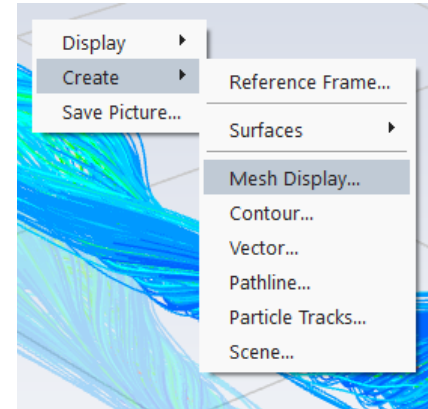 Display
Create
Save Picture...
Reference Frame...
Surfaces
Mesh Display...
Contour...
Vector...
Pathline...
Particle Tracks...
Scene...